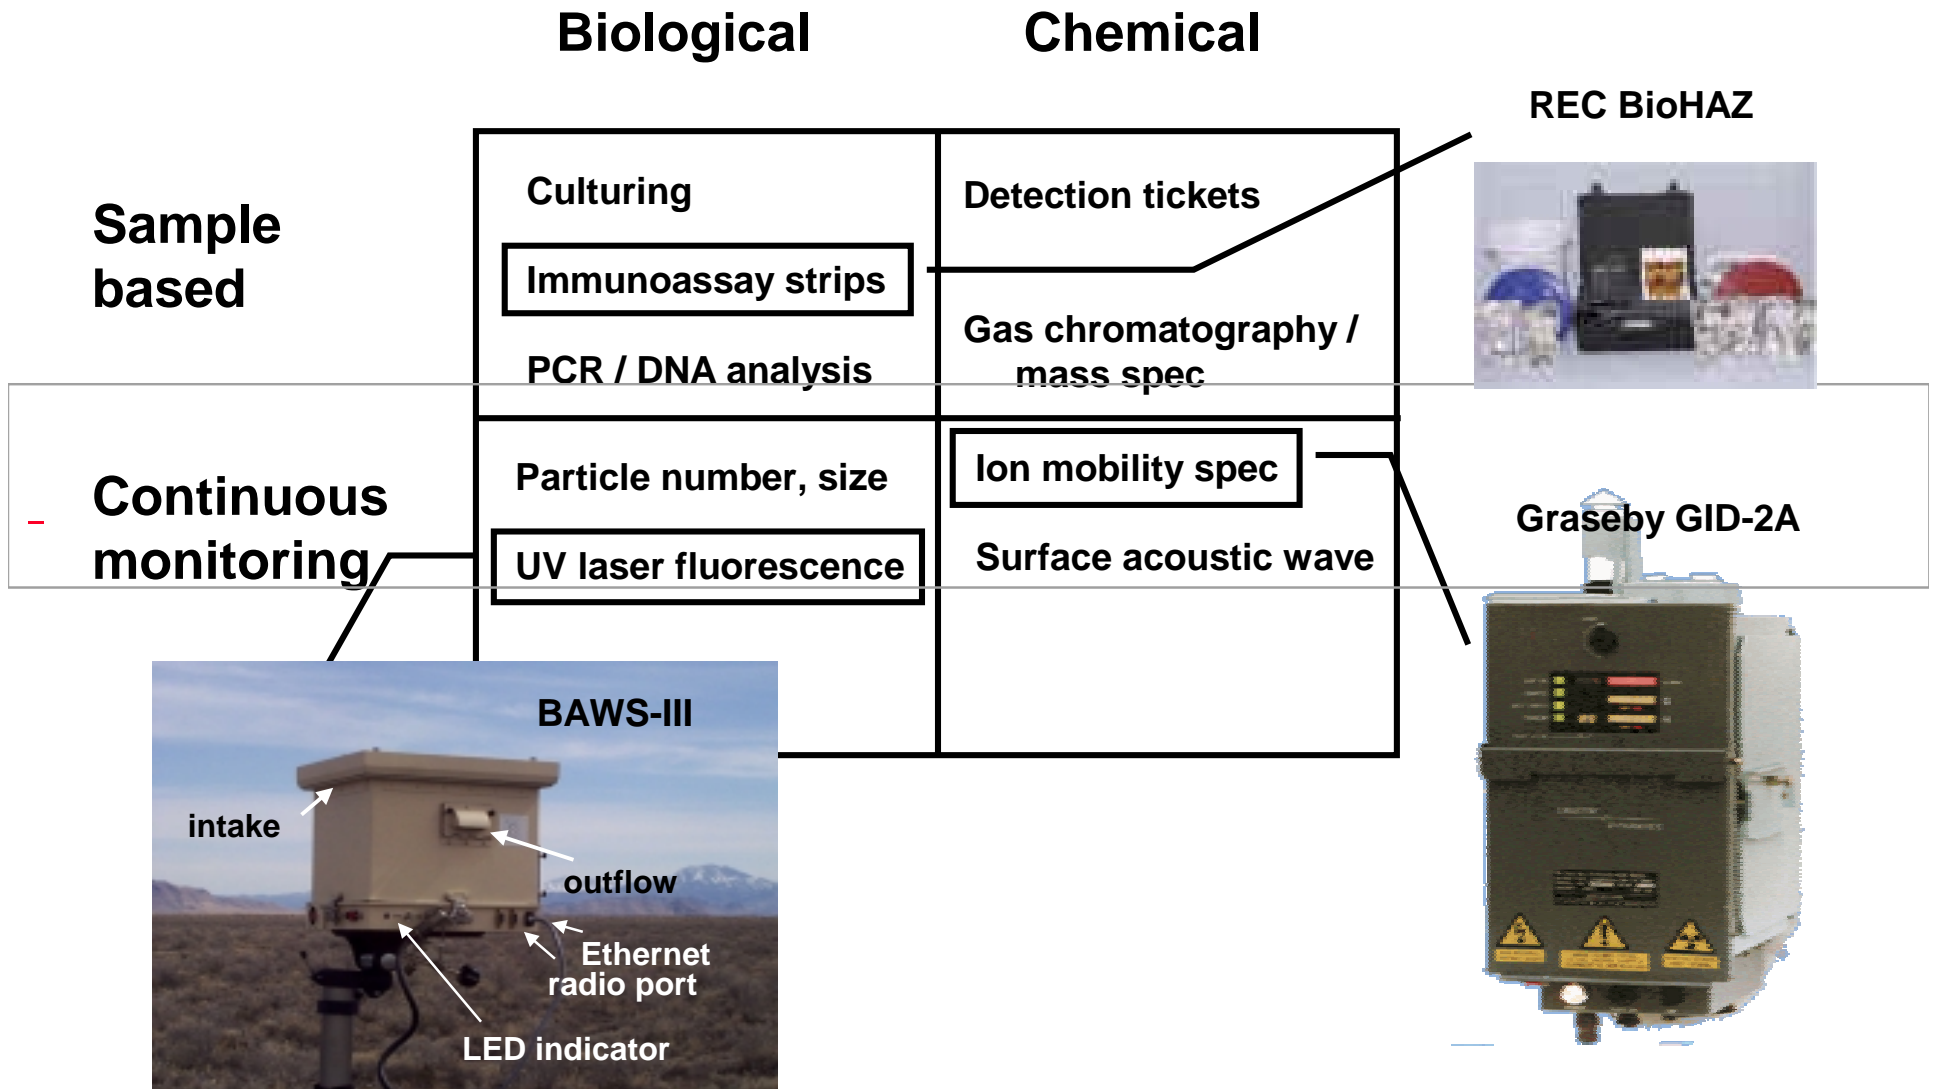 Biological
Chemical
REC BioHAZ
Sample
based
Culturing
Immunoassay strips
PCR / DNA analysis
Detection tickets
Gas chromatography /
mass spec
Continuous
monitoring
Particle number, size
UV laser fluorescence
Ion mobility spec
Surface acoustic wave
Graseby GID-2A
BAWS-III
intake
outflow
Ethernet
radio port
LED indicator